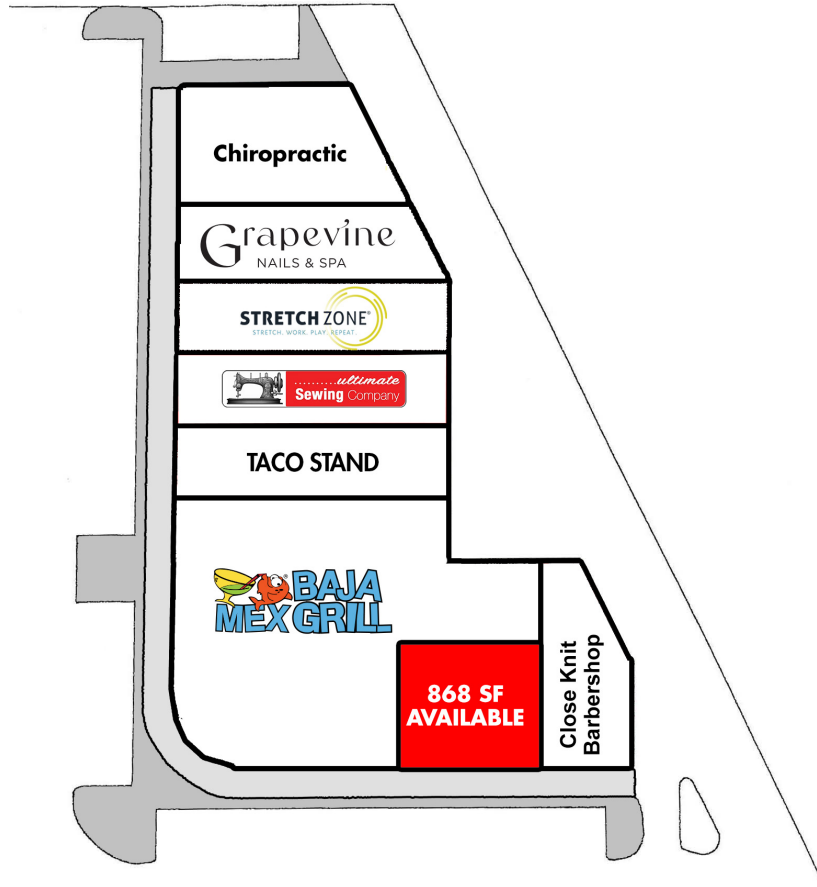 Chiropractic
Grapevine
NAILS & SPA
STRETCH ZONE®
STRETCH. WORK. PLAY. REPEAT.
..........ultimate
Sewing Company
TACO STAND
BAJA
MEX GRILL
868 SF
AVAILABLE
Close Knit
Barbershop